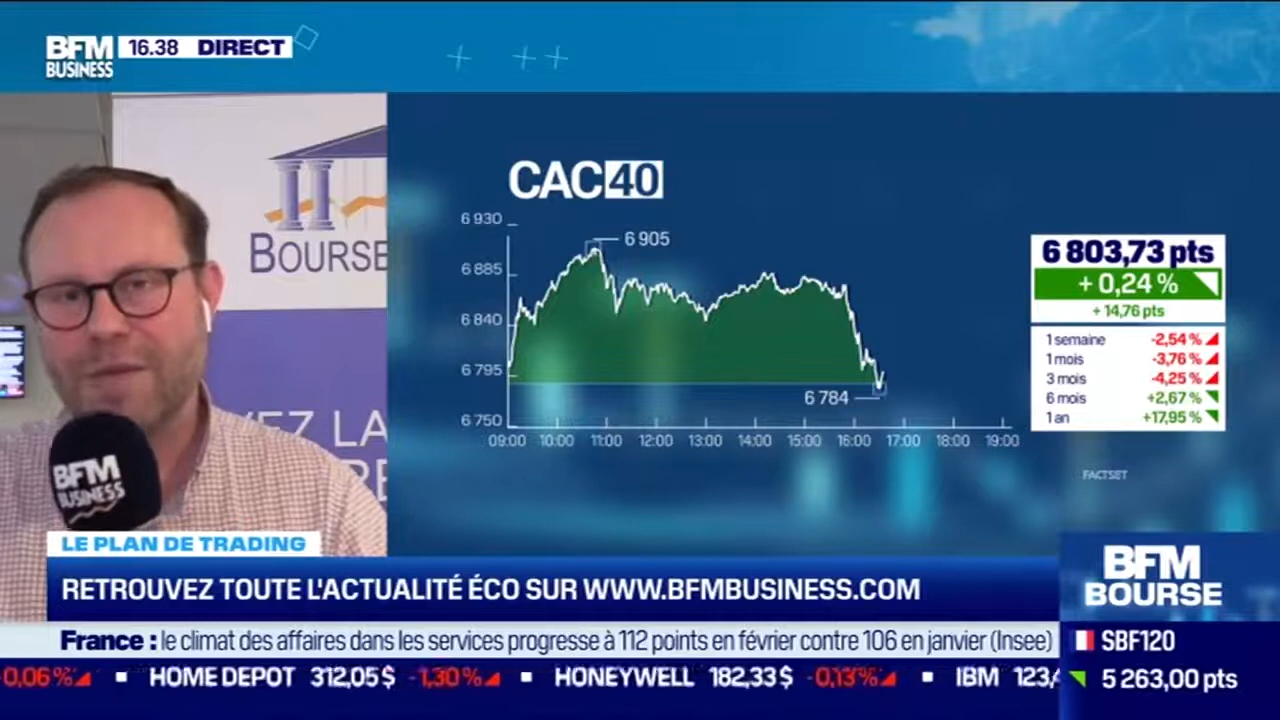 BFM
BUSINESS
16.38 DIRECT
BOURSE
EZ LA
RE
BFM
BUSINESS
CAC40
6 930
6 885
6 840
6 795
6 750
6 905
6 784
09:00 10:00 11:00 12:00 13:00 14:00 15:00 16:00 17:00 18:00 19:00
6 803,73 pts
+ 0,24 %
+ 14,76 pts
1 semaine -2,54 %
1 mois -3,76 %
3 mois -4,25 %
6 mois +2,67 %
1 an +17,95 %
FACTSET
LE PLAN DE TRADING
RETROUVEZ TOUTE L'ACTUALITÉ ÉCO SUR WWW.BFMBUSINESS.COM
BFM
BOURSE
France : le climat des affaires dans les services progresse à 112 points en février contre 106 en janvier (Insee)
SBF120
-0,06 % HOME DEPOT 312,05 $ -1,30 % HONEYWELL 182,33 $ -0,13 % IBM 123,4
5 263,00 pts